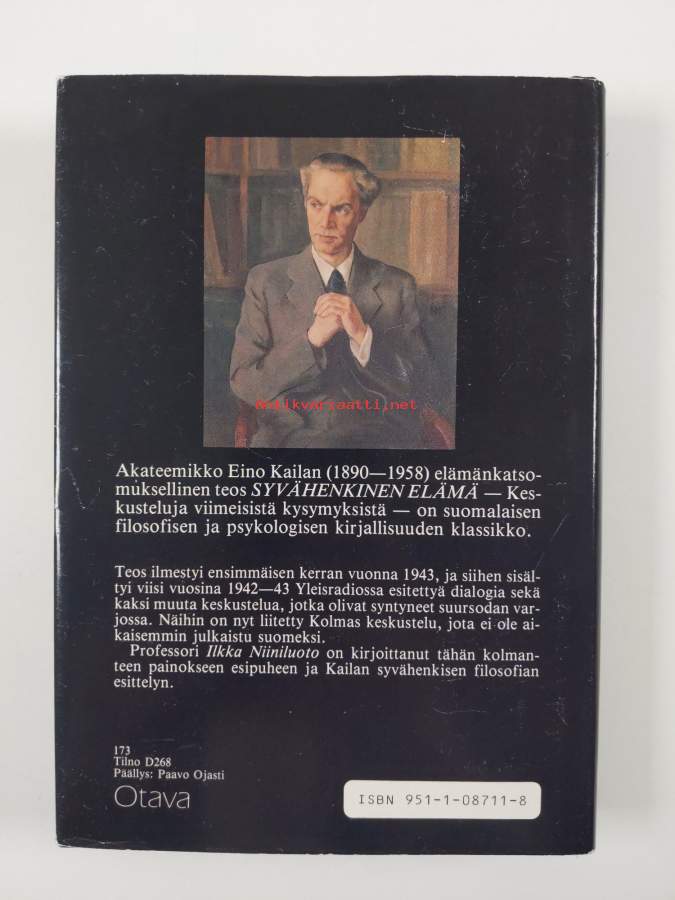 Antikvariaatti.net
Akateemikko Eino Kailan (1890—1958) elämänkatso-
muksellinen teos SYVÄHENKINEN ELÄMÄ — Kes-
kusteluja viimeisistä kysymyksistä — on suomalaisen
filosofisen ja psykologisen kirjallisuuden klassikko.
Teos ilmestyi ensimmäisen kerran vuonna 1943, ja siihen sisäl-
tyi viisi vuosina 1942—43 Yleisradiossa esitettyä dialogia sekä
kaksi muuta keskustelua, jotka olivat syntyneet suursodan var-
jossa. Näihin on nyt liitetty Kolmas keskustelu, jota ei ole ai-
kaisemmin julkaistu suomeksi.
Professori Ilkka Niiniluoto on kirjoittanut tähän kolman-
teen painokseen esipuheen ja Kailan syvähenkisen filosofian
esittelyn.
173
Tilno D268
Päällys: Paavo Ojasti
Otava
ISBN 951-1-08711-8